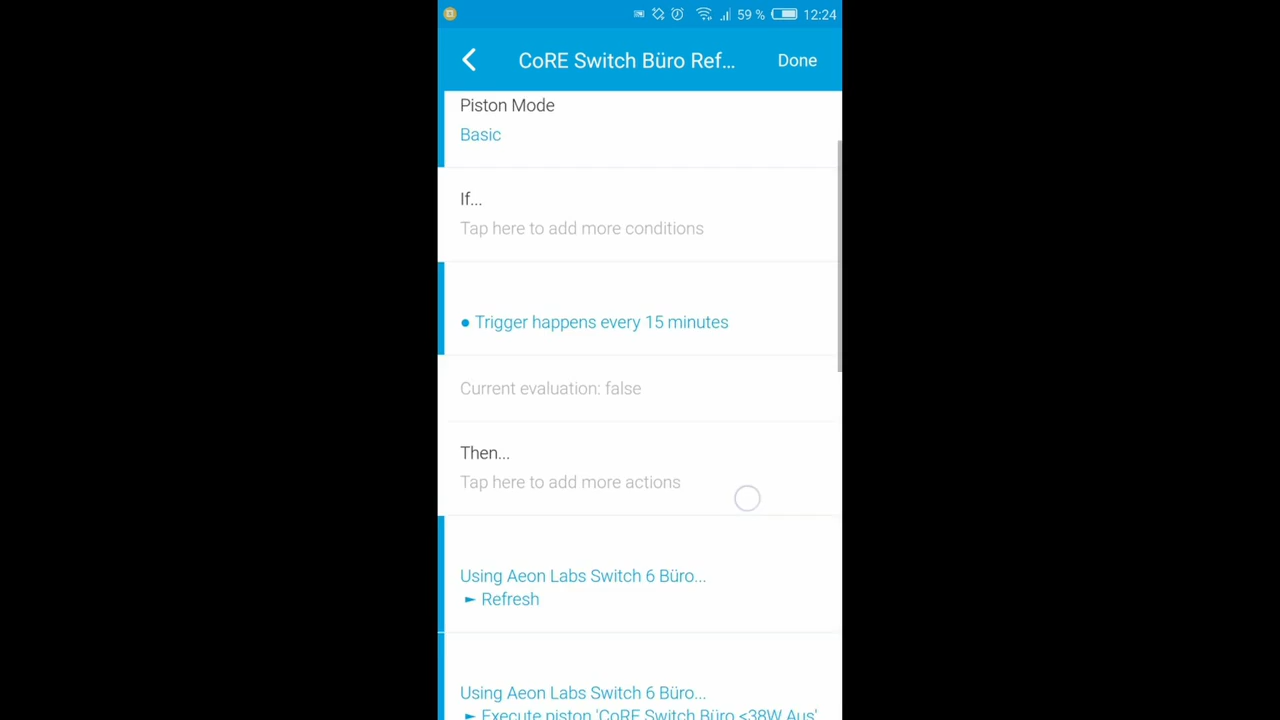 59 % 12:24
CoRE Switch Büro Ref... Done
Piston Mode
Basic
If...
Tap here to add more conditions
● Trigger happens every 15 minutes
Current evaluation: false
Then...
Tap here to add more actions
Using Aeon Labs Switch 6 Büro...
► Refresh
Using Aeon Labs Switch 6 Büro...
► Execute piston 'CoRE Switch Büro <38W Aus'